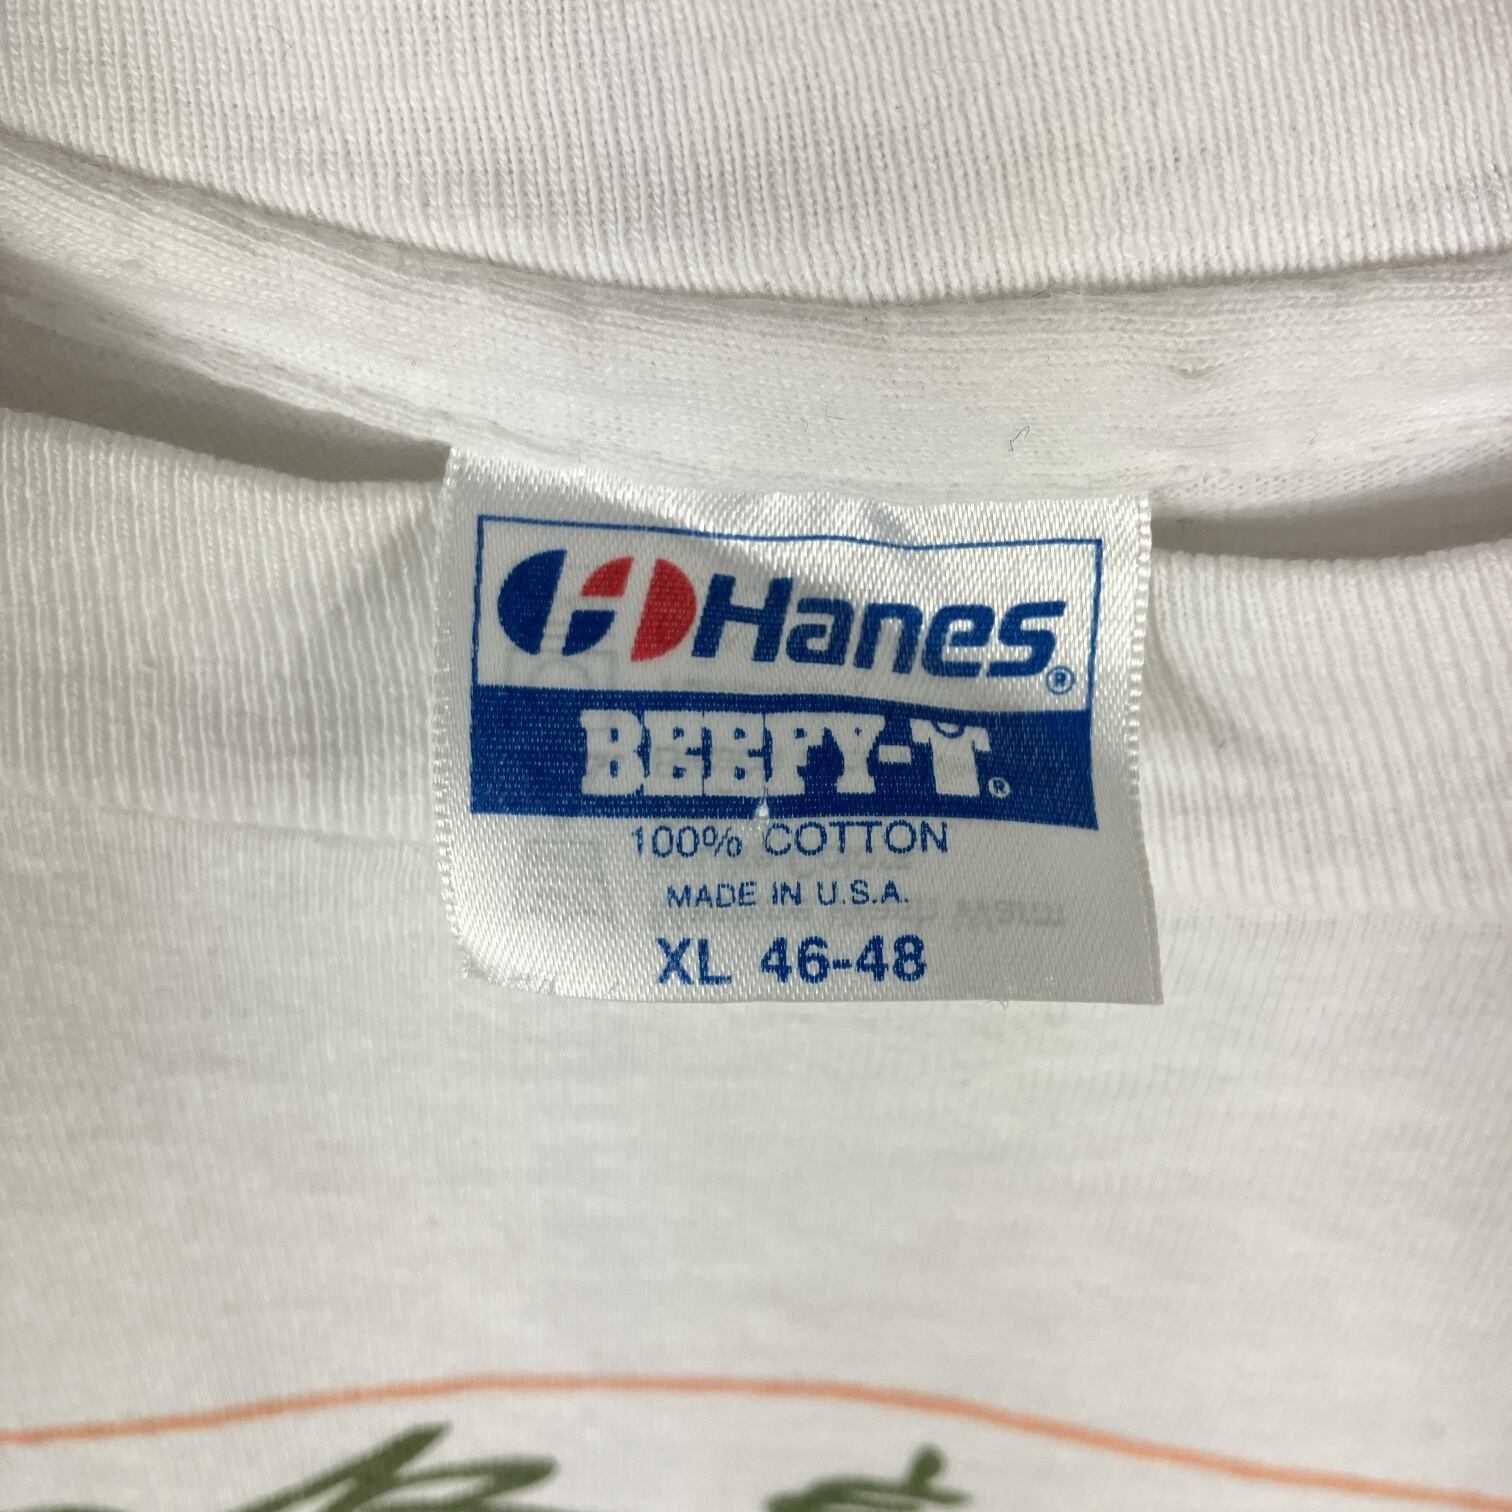 Hanes®
BEEFY-T®
100% COTTON
MADE IN U.S.A.
XL 46-48